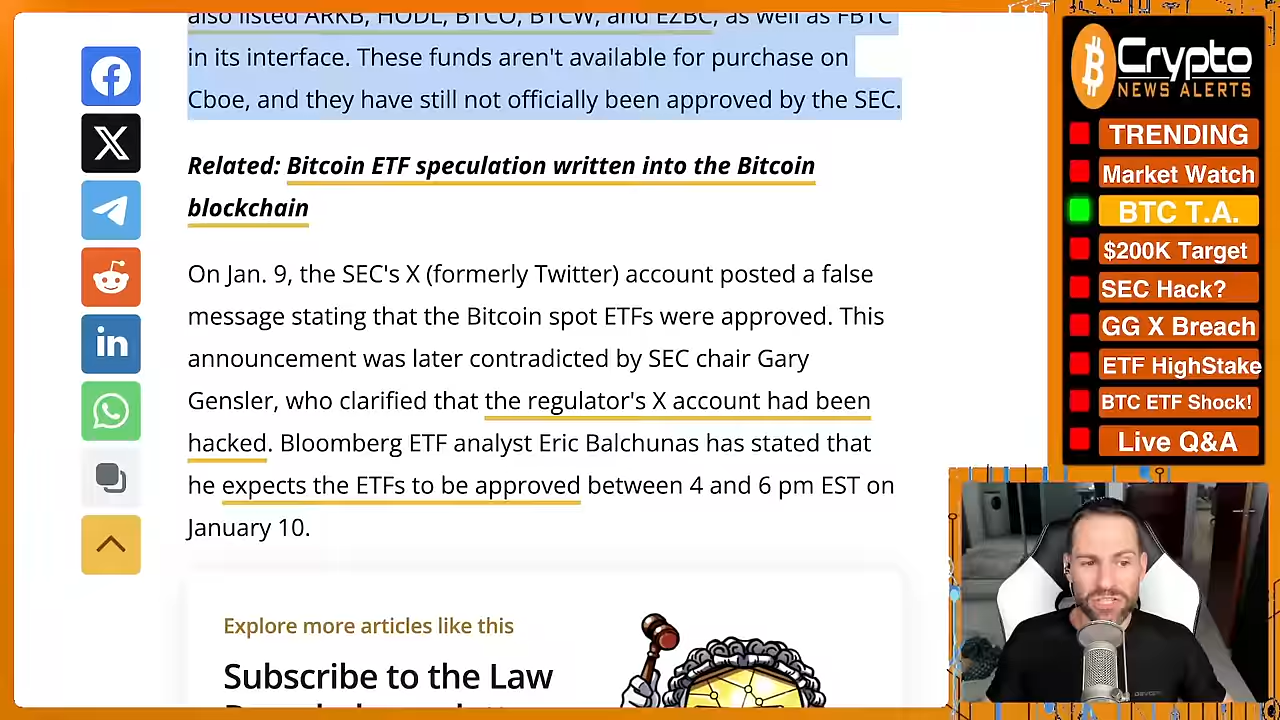 also listed ARKB, HODL, BTCO, BTCW, and EZBC, as well as FBTC
in its interface. These funds aren't available for purchase on
Cboe, and they have still not officially been approved by the SEC.
Related: Bitcoin ETF speculation written into the Bitcoin
blockchain
On Jan. 9, the SEC's X (formerly Twitter) account posted a false
message stating that the Bitcoin spot ETFs were approved. This
announcement was later contradicted by SEC chair Gary
Gensler, who clarified that the regulator's X account had been
hacked. Bloomberg ETF analyst Eric Balchunas has stated that
he expects the ETFs to be approved between 4 and 6 pm EST on
January 10.
Explore more articles like this
Subscribe to the Law
Crypto
NEWS ALERTS
TRENDING
Market Watch
BTC T.A.
$200K Target
SEC Hack?
GG X Breach
ETF HighStake
BTC ETF Shock!
Live Q&A